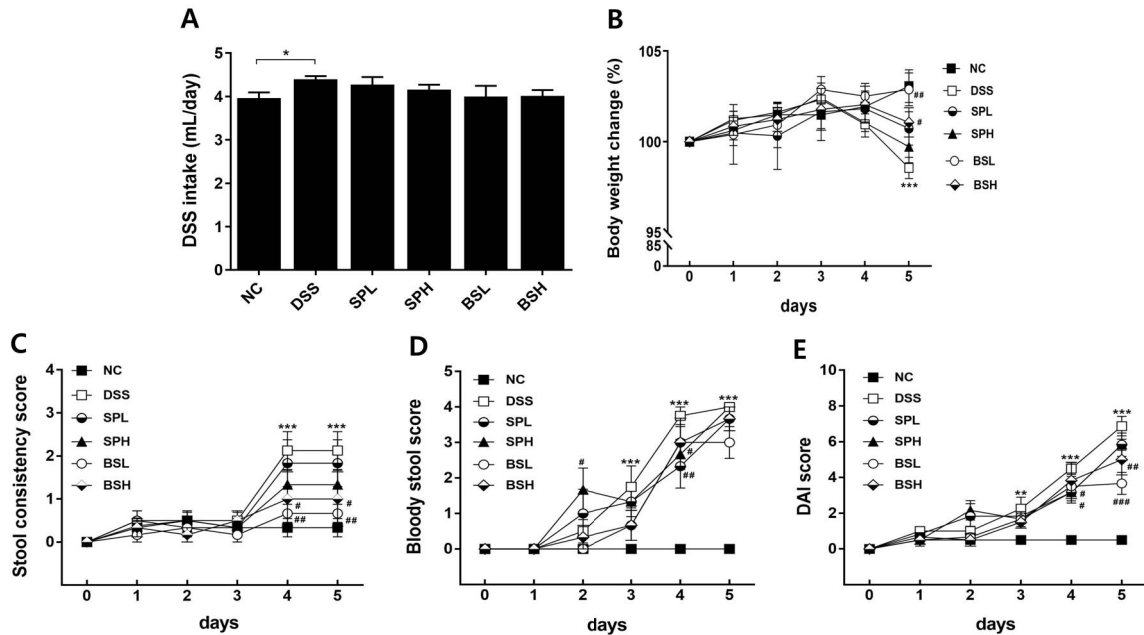 A
DSS intake (mL/day)
5
4
3
2
1
0
*
NC
DSS
SPL
SPH
BSL
BSH
B
Body weight change (%)
105
100
95
85
0
0 1 2 3 4 5
days
##
#
***
NC
DSS
SPL
SPH
BSL
BSH
C
Stool consistency score
4
3
2
1
0
0 1 2 3 4 5
days
NC
DSS
SPL
SPH
BSL
BSH
*** ***
# #
## ##
D
Bloody stool score
5
4
3
2
1
0
0 1 2 3 4 5
days
NC
DSS
SPL
SPH
BSL
BSH
#
***
*** ***
#
##
E
DAI score
8
6
4
2
0
0 1 2 3 4 5
days
NC
DSS
SPL
SPH
BSL
BSH
**
***
***
#
#
##
###